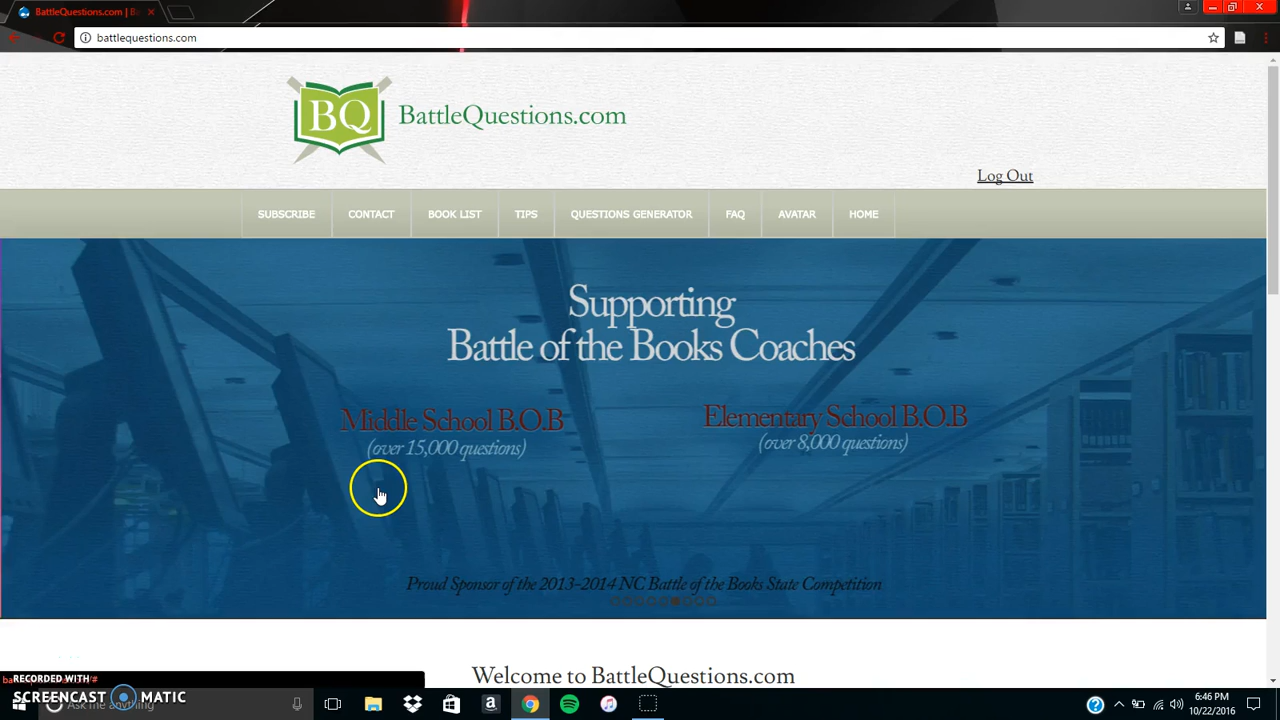 BattleQuestions.com | B
battlequestions.com
BQ
BattleQuestions.com
Log Out
SUBSCRIBE
CONTACT
BOOK LIST
TIPS
QUESTIONS GENERATOR
FAQ
AVATAR
HOME
Supporting
Battle of the Books Coaches
Middle School B.O.B
(over 15,000 questions)
Elementary School B.O.B
(over 8,000 questions)
Proud Sponsor of the 2013-2014 NC Battle of the Books State Competition
Welcome to BattleQuestions.com
RECORDED WITH
SCREENCAST MATIC
Ask me anything
6:46 PM
10/22/2016